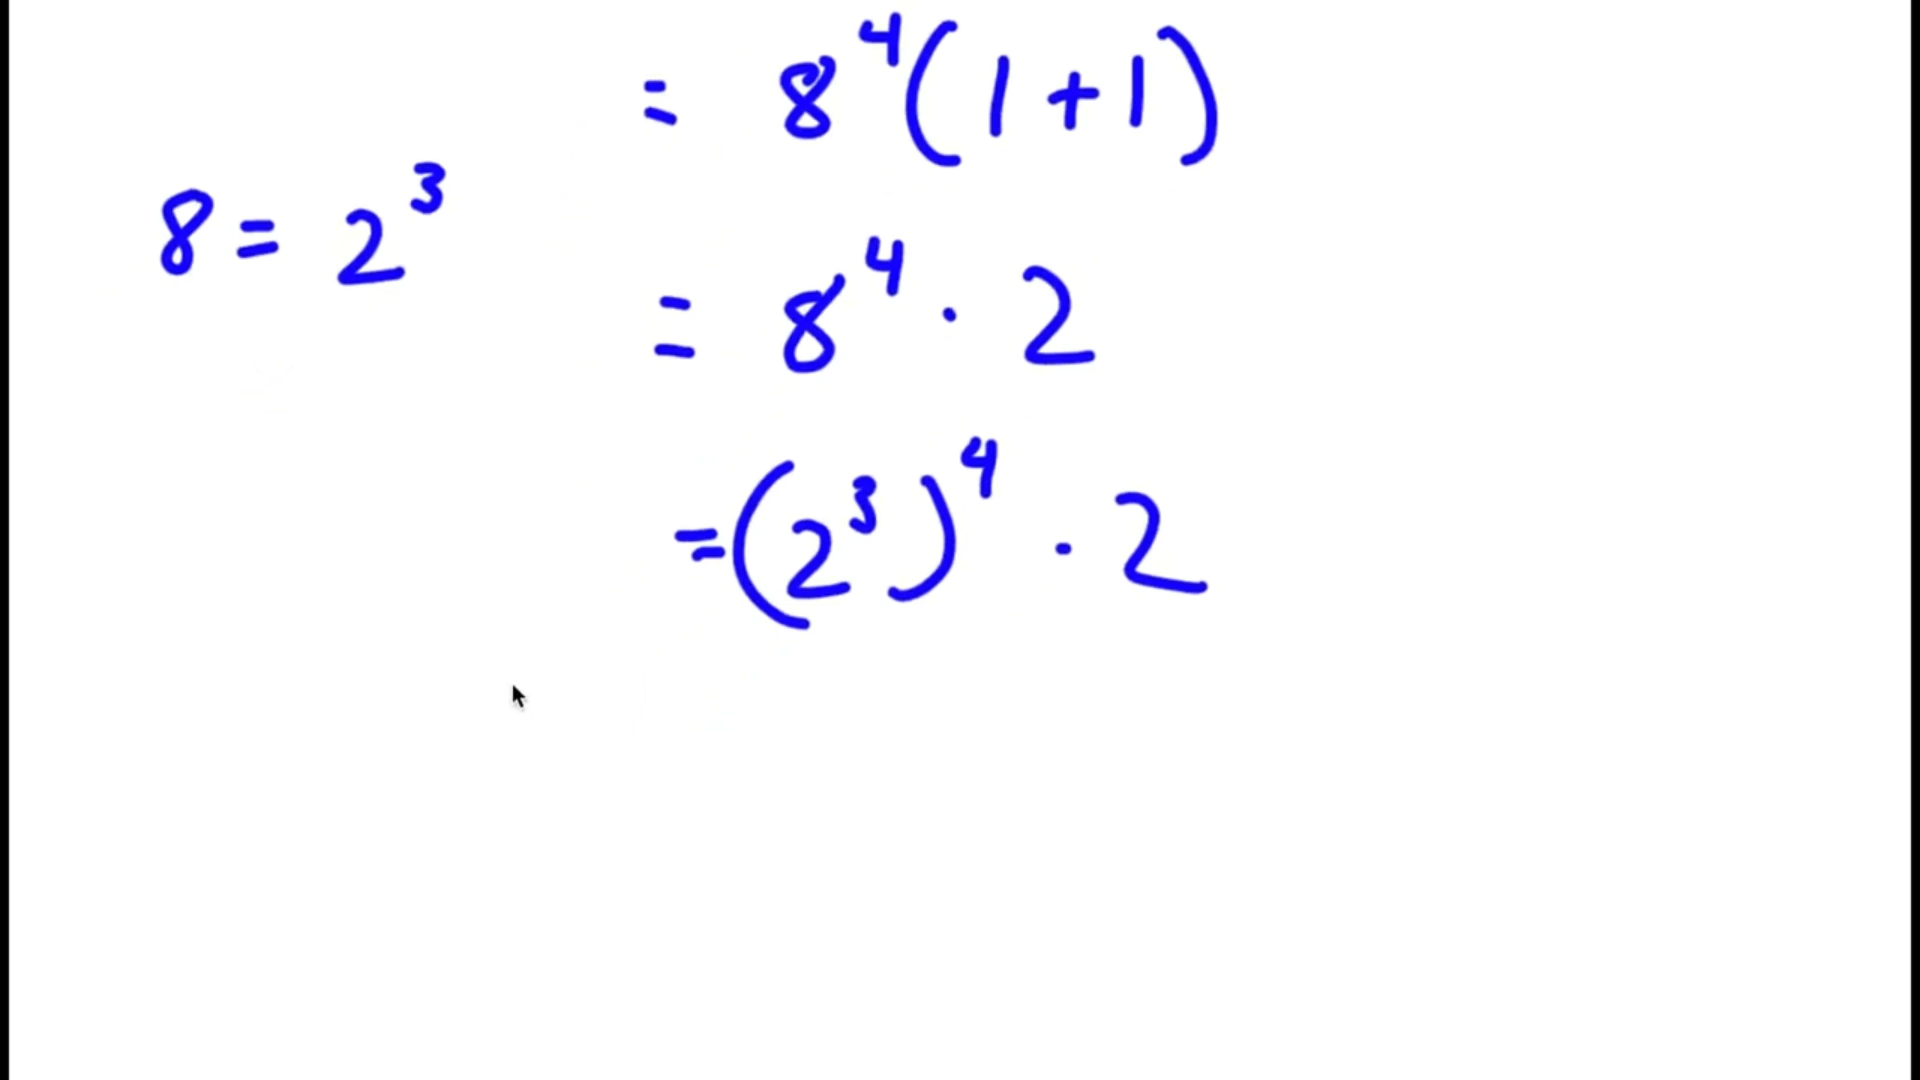 = 8⁴(1+1)
8 = 2³
= 8⁴ · 2
= (2³)⁴ · 2